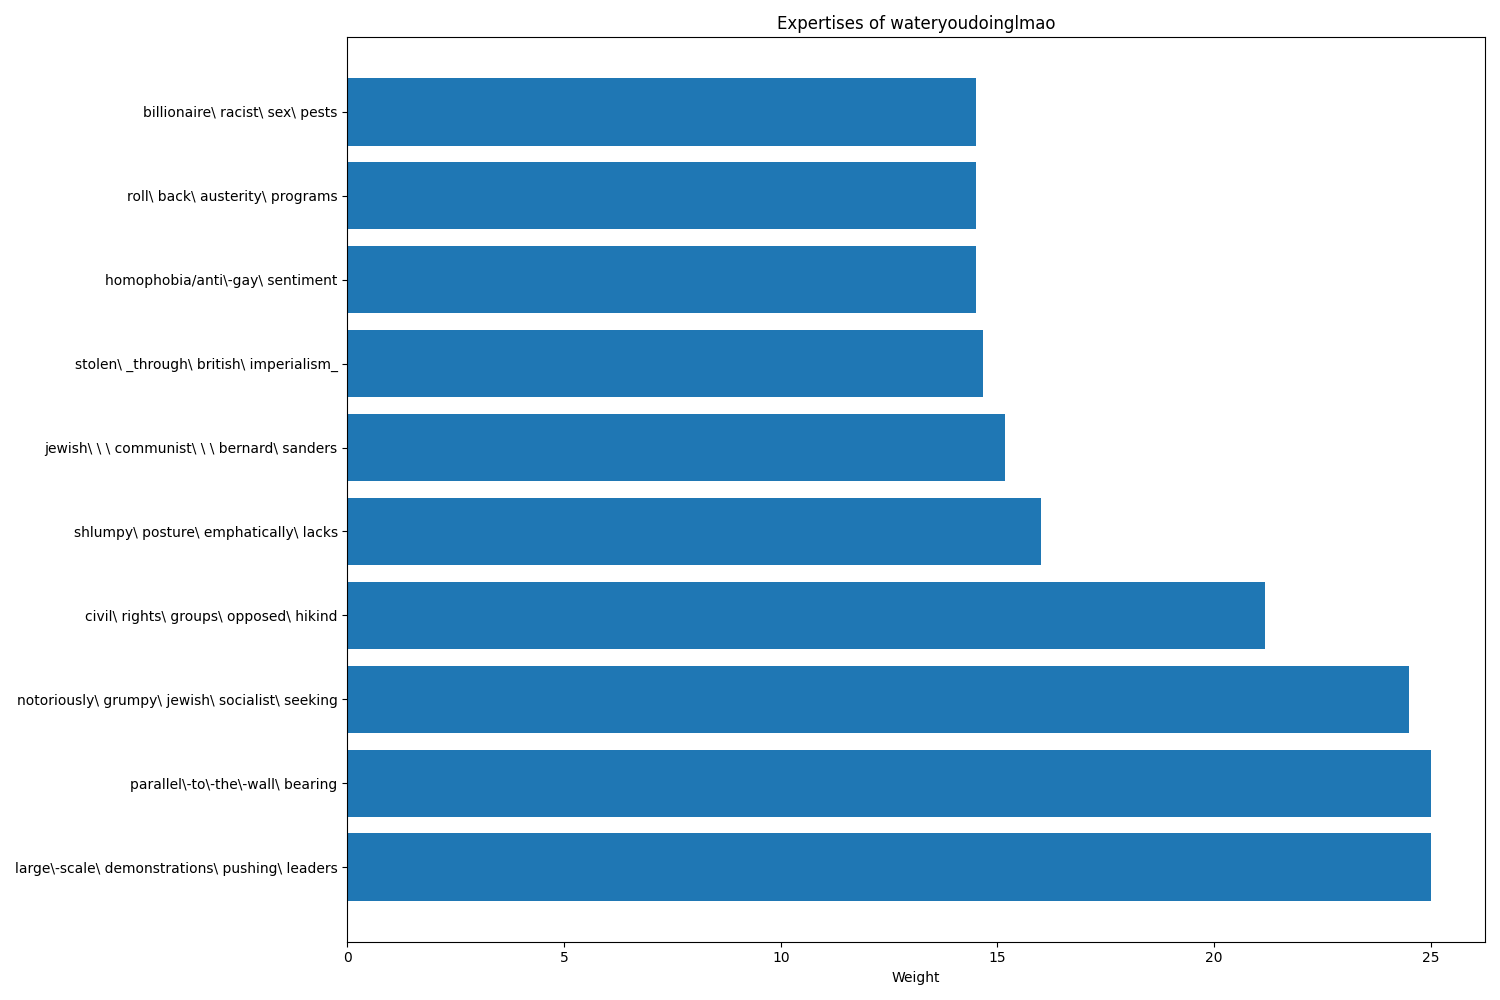 Expertises of wateryoudoinglmao
billionaire\ racist\ sex\ pests
roll\ back\ austerity\ programs
homophobia/anti\-gay\ sentiment
stolen\ _through\ british\ imperialism_
jewish\ \ \ communist\ \ \ bernard\ sanders
shlumpy\ posture\ emphatically\ lacks
civil\ rights\ groups\ opposed\ hikind
notoriously\ grumpy\ jewish\ socialist\ seeking
parallel\-to\-the\-wall\ bearing
large\-scale\ demonstrations\ pushing\ leaders
0 5 10 15 20 25
Weight